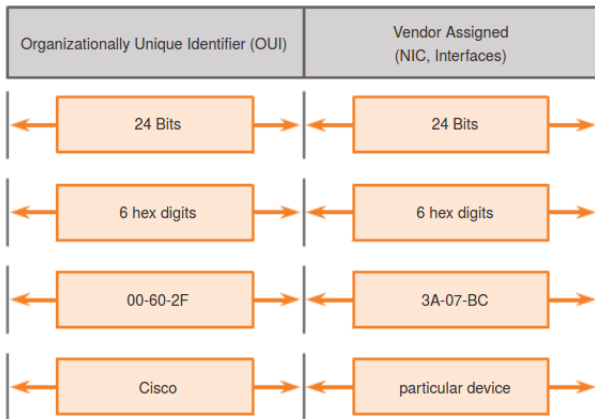 Organizationally Unique Identifier (OUI)
Vendor Assigned
(NIC, Interfaces)
24 Bits
24 Bits
6 hex digits
6 hex digits
00-60-2F
3A-07-BC
Cisco
particular device